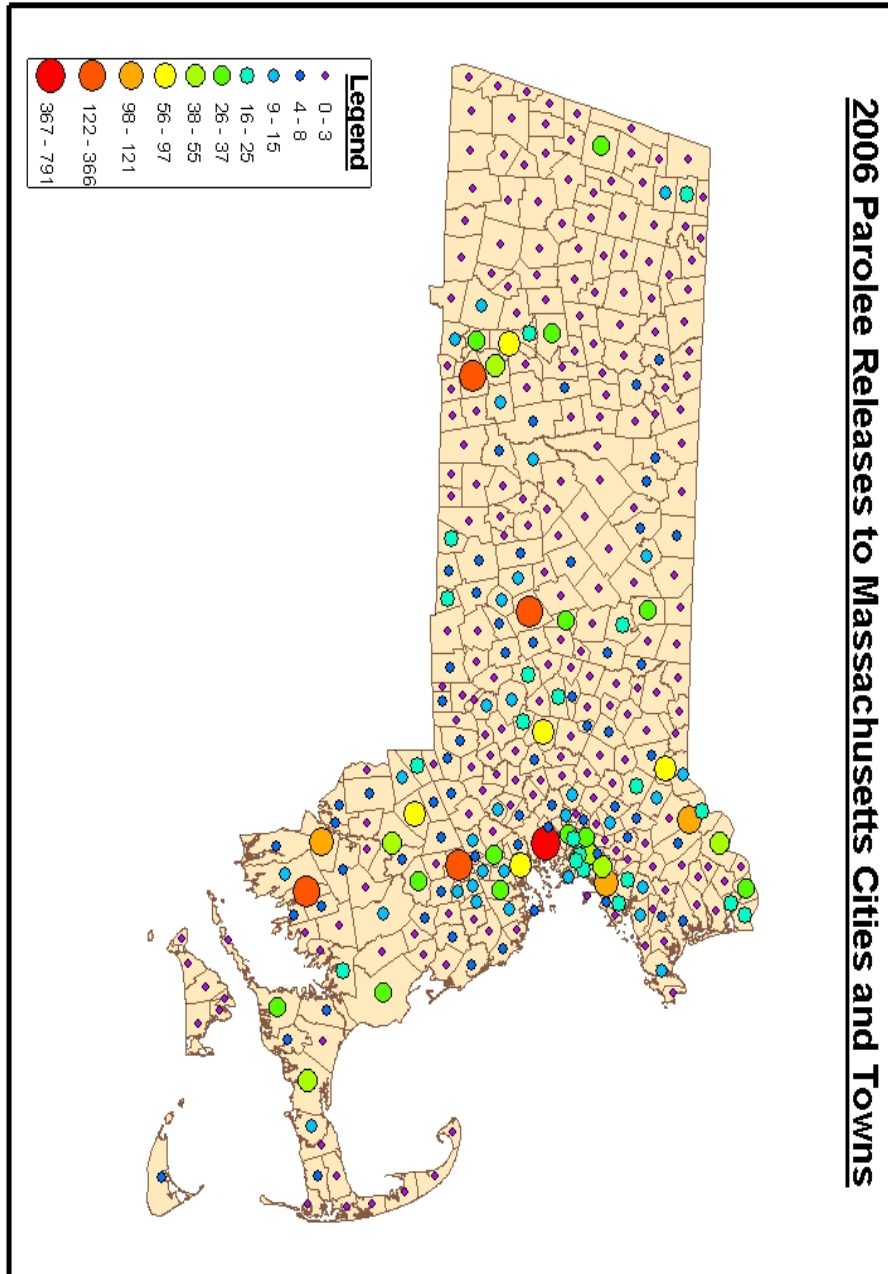 2006 Parolee Releases to Massachusetts Cities and Towns
Legend
0 - 3
4 - 8
9 - 15
16 - 25
26 - 37
38 - 55
56 - 97
98 - 121
122 - 366
367 - 791